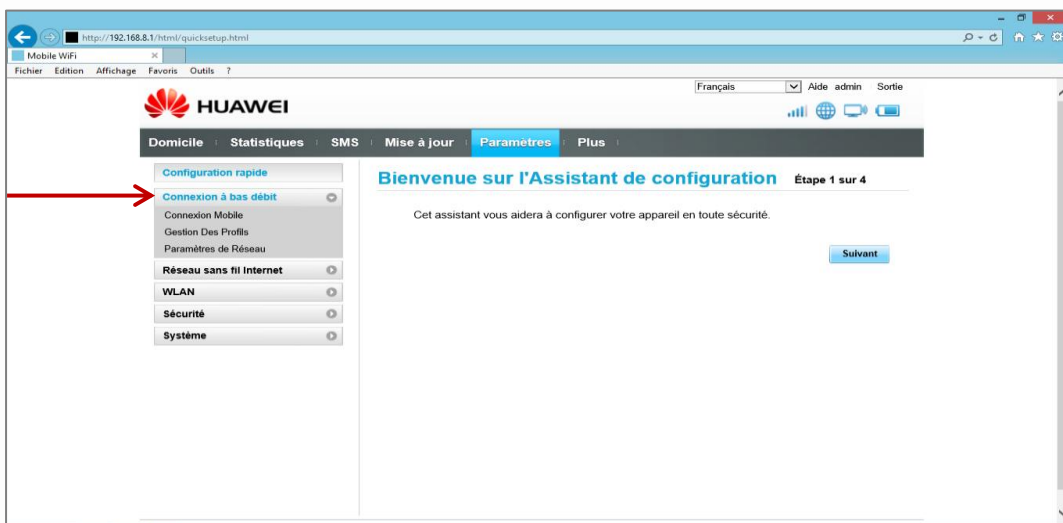 http://192.168.8.1/html/quicksetup.html
Mobile WiFi
Fichier Edition Affichage Favoris Outils ?
Français Aide admin Sortie
HUAWEI
Domicile Statistiques SMS Mise à jour Paramètres Plus
Configuration rapide
Bienvenue sur l'Assistant de configuration Étape 1 sur 4
Connexion à bas débit
Connexion Mobile
Cet assistant vous aidera à configurer votre appareil en toute sécurité.
Gestion Des Profils
Paramètres de Réseau
Suivant
Réseau sans fil Internet
WLAN
Sécurité
Système